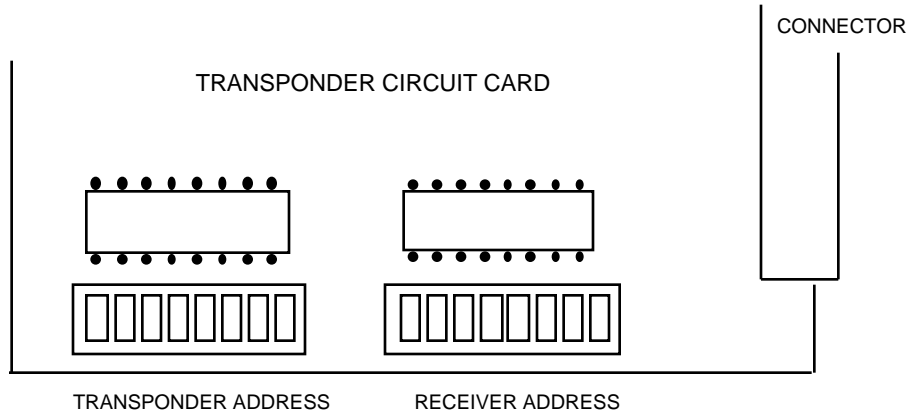 CONNECTOR
TRANSPONDER CIRCUIT CARD
TRANSPONDER ADDRESS
RECEIVER ADDRESS